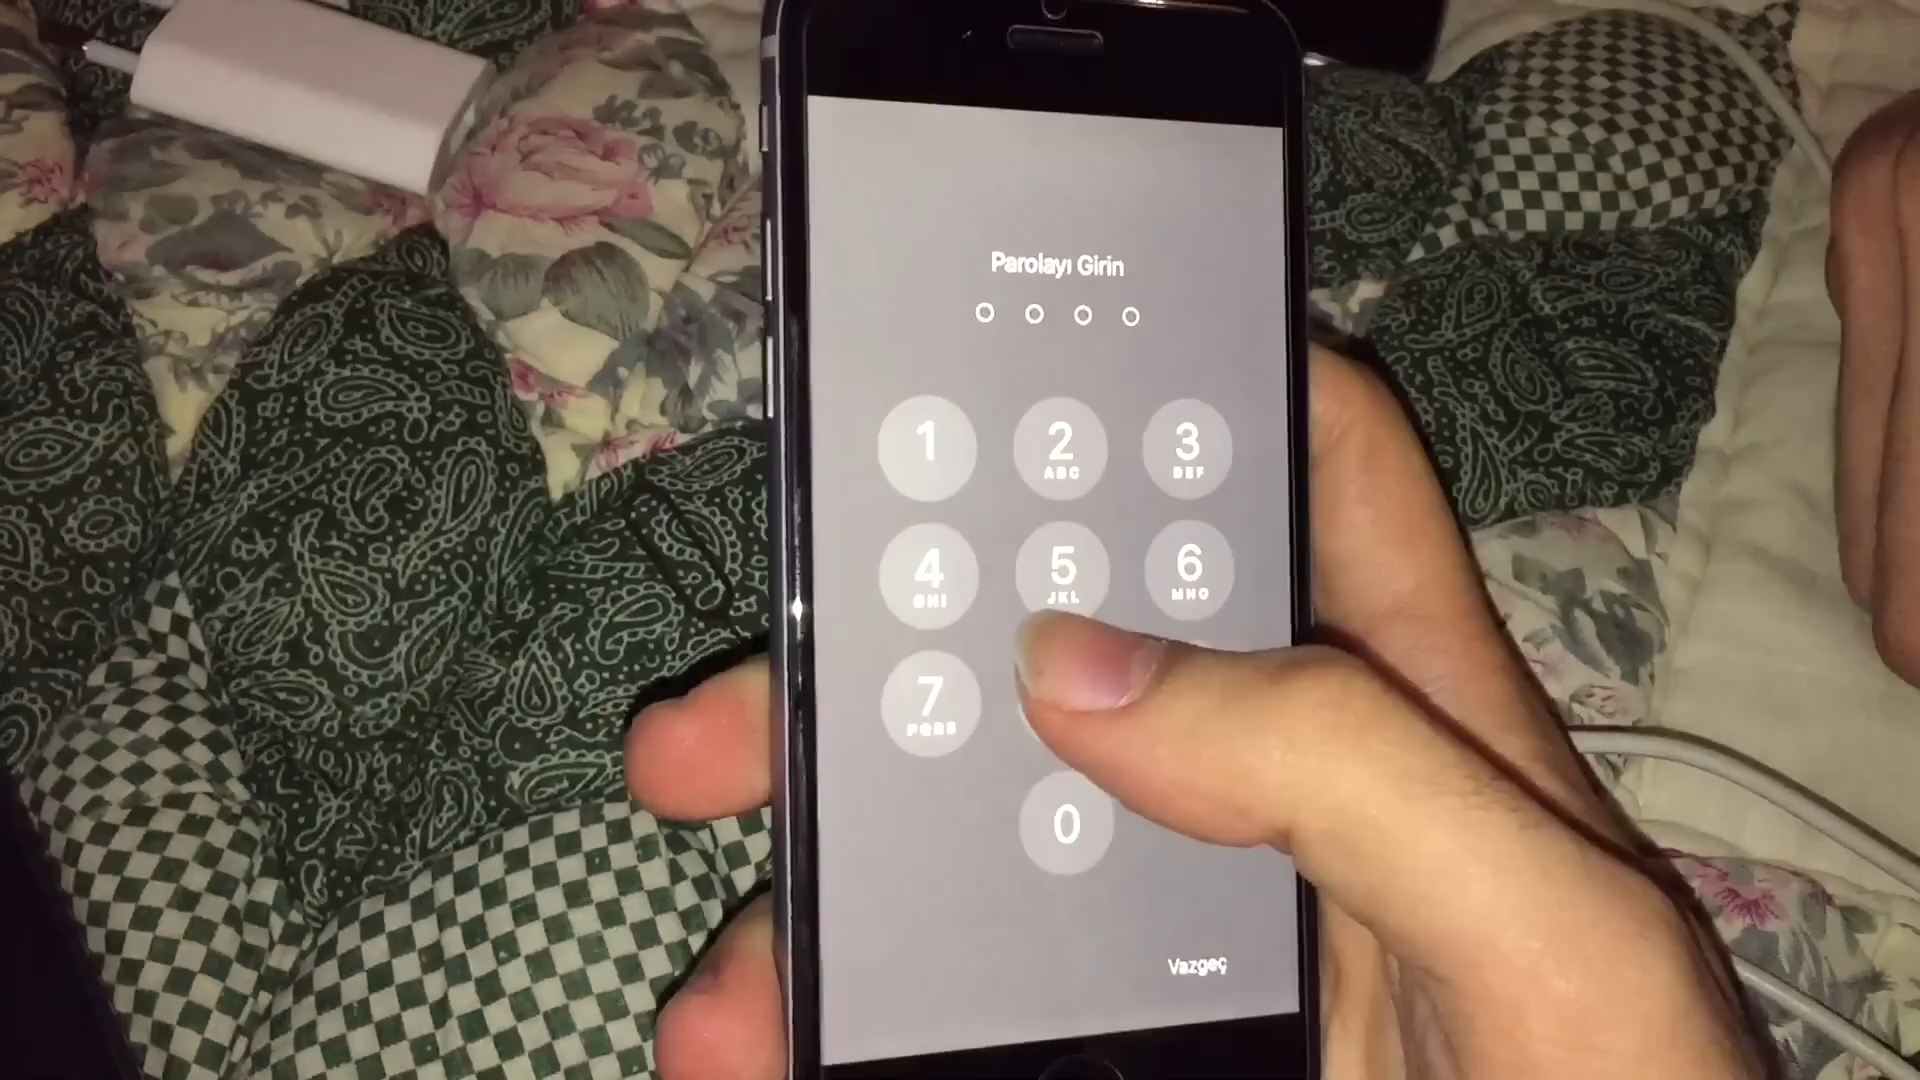 Parolayı Girin
1 2 3
ABC DEF
4 5 6
GHI JKL MNO
7
PQRS
0
Vazgeç